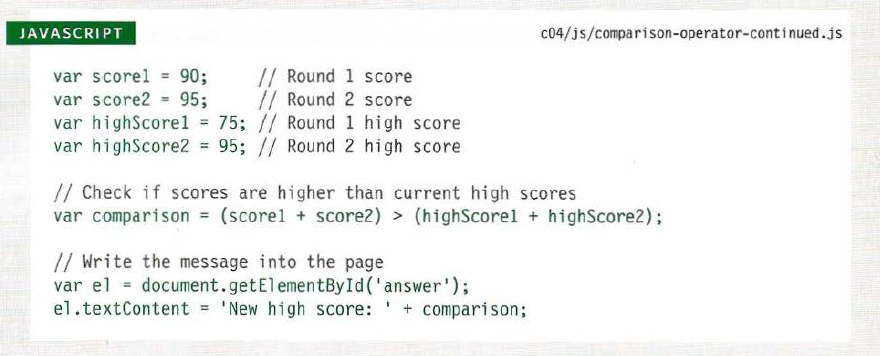 JAVASCRIPT
c04/js/comparison-operator-continued.js
var score1 = 90;     // Round 1 score
var score2 = 95;     // Round 2 score
var highScore1 = 75; // Round 1 high score
var highScore2 = 95; // Round 2 high score
// Check if scores are higher than current high scores
var comparison = (score1 + score2) > (highScore1 + highScore2);
// Write the message into the page
var el = document.getElementById('answer');
el.textContent = 'New high score: ' + comparison;